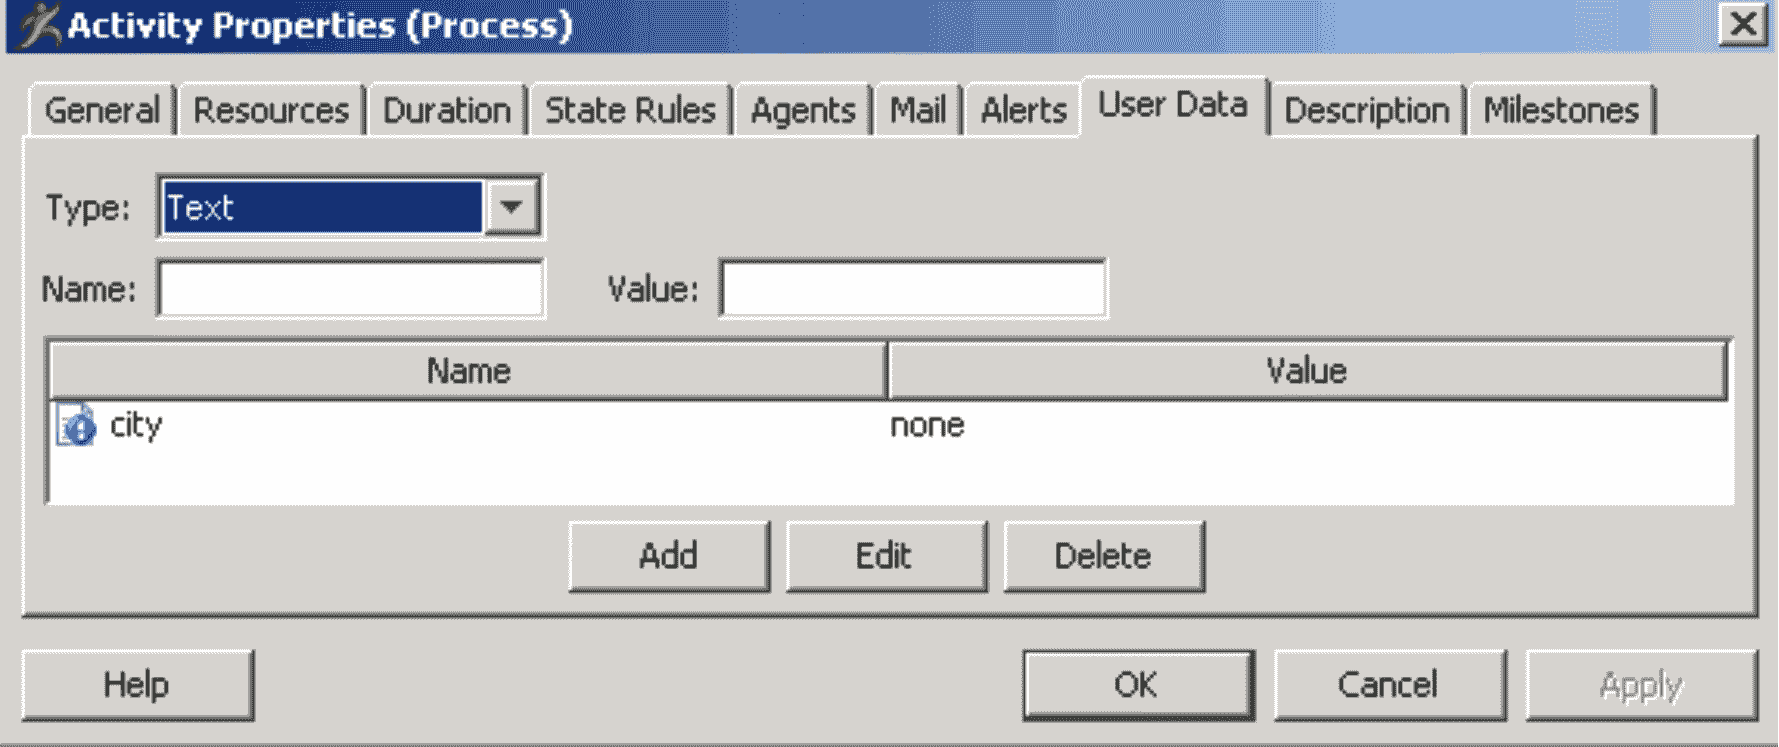 Activity Properties (Process)
General Resources Duration State Rules Agents Mail Alerts User Data Description Milestones
Type: Text
Name: Value:
Name Value
city none
Add Edit Delete
Help OK Cancel Apply